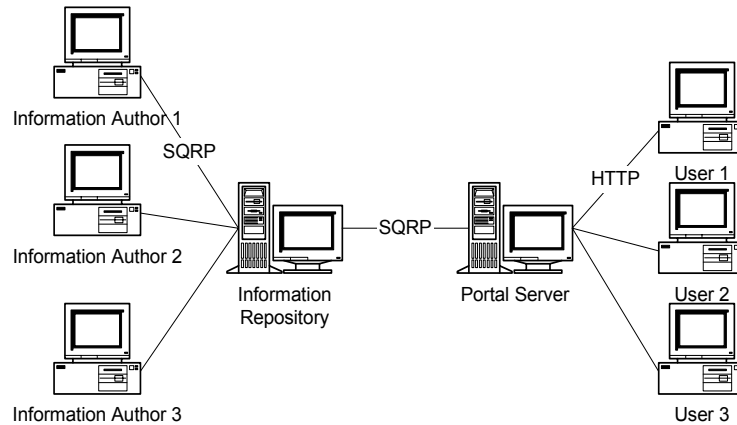 Information Author 1
SQRP
Information Author 2
Information Author 3
Information
Repository
SQRP
Portal Server
HTTP
User 1
User 2
User 3